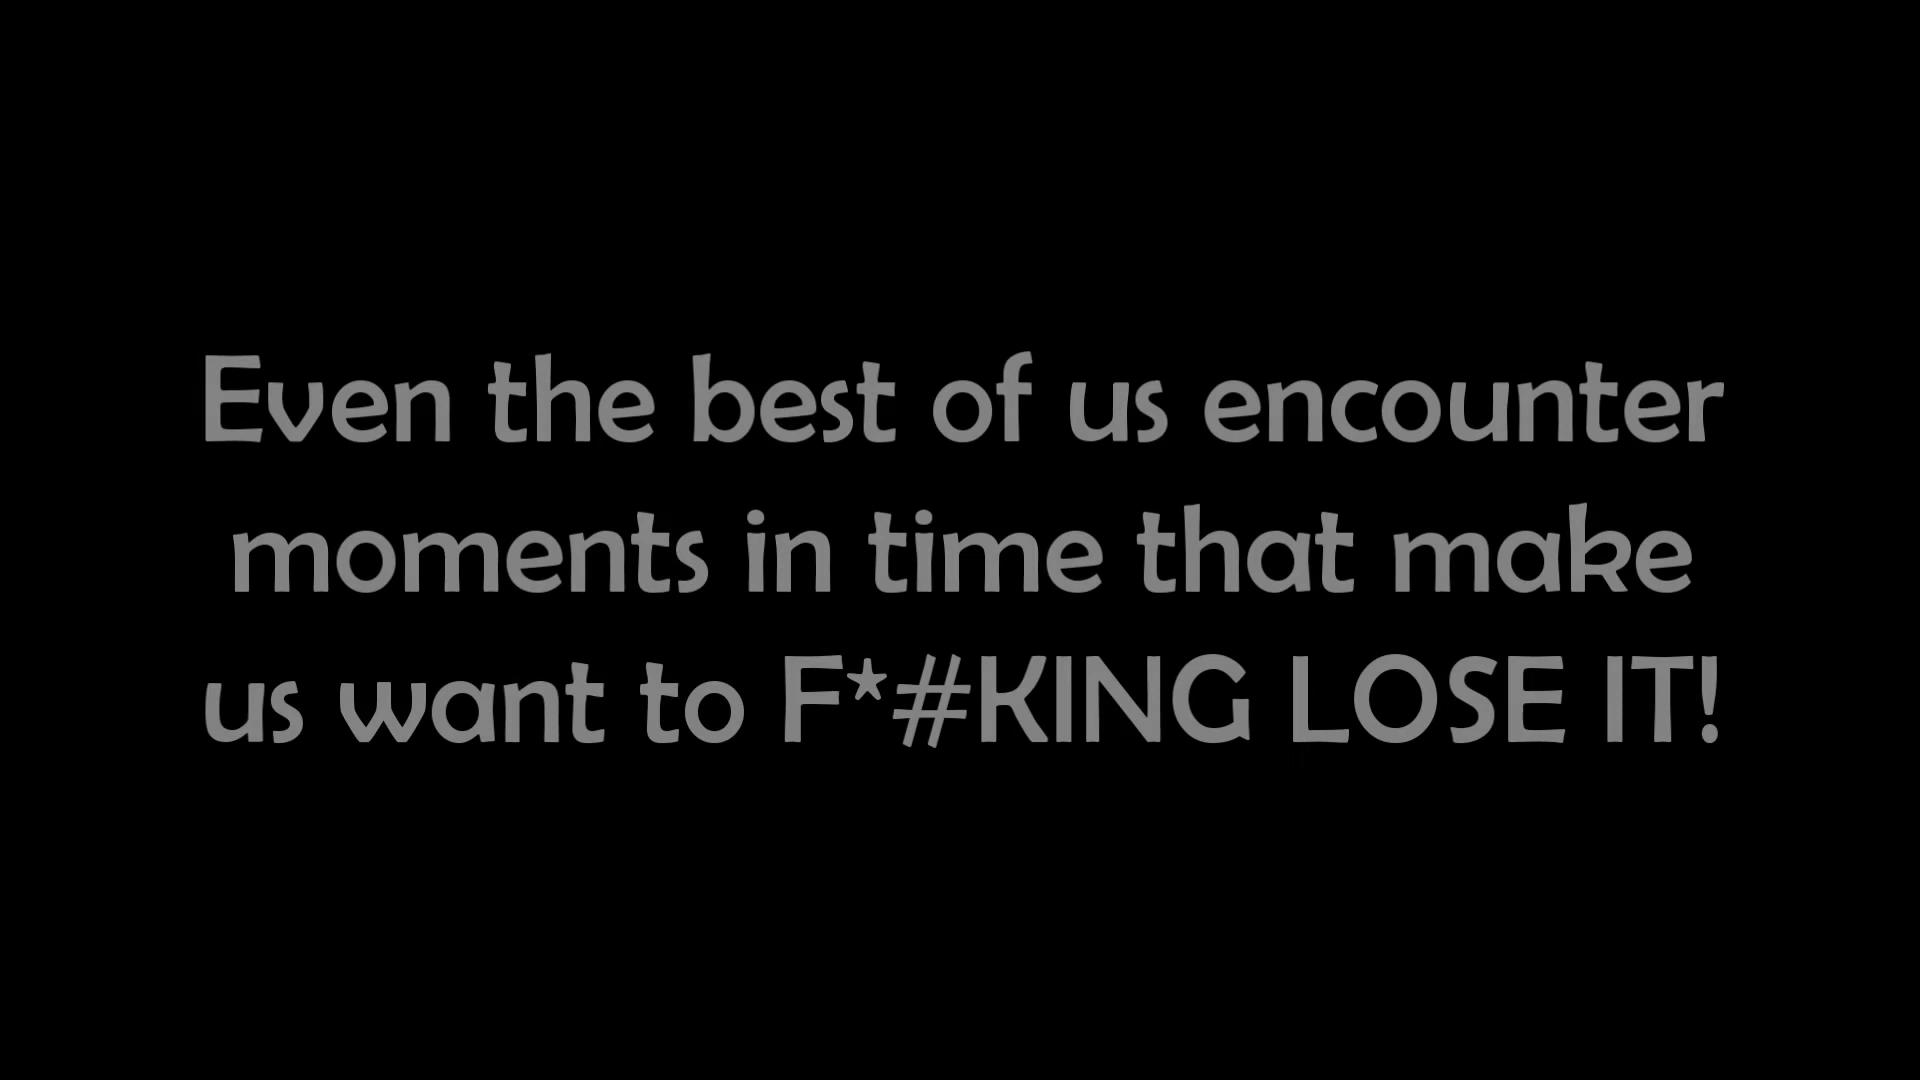 Even the best of us encounter
moments in time that make
us want to F*#KING LOSE IT!